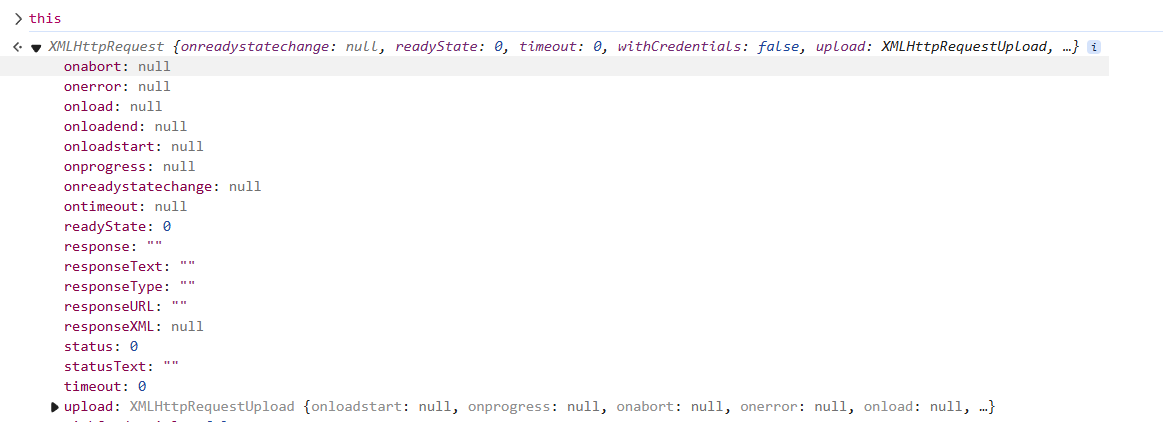 this
XMLHttpRequest {onreadystatechange: null, readyState: 0, timeout: 0, withCredentials: false, upload: XMLHttpRequestUpload, …} i
onabort: null
onerror: null
onload: null
onloadend: null
onloadstart: null
onprogress: null
onreadystatechange: null
ontimeout: null
readyState: 0
response: ""
responseText: ""
responseType: ""
responseURL: ""
responseXML: null
status: 0
statusText: ""
timeout: 0
upload: XMLHttpRequestUpload {onloadstart: null, onprogress: null, onabort: null, onerror: null, onload: null, …}